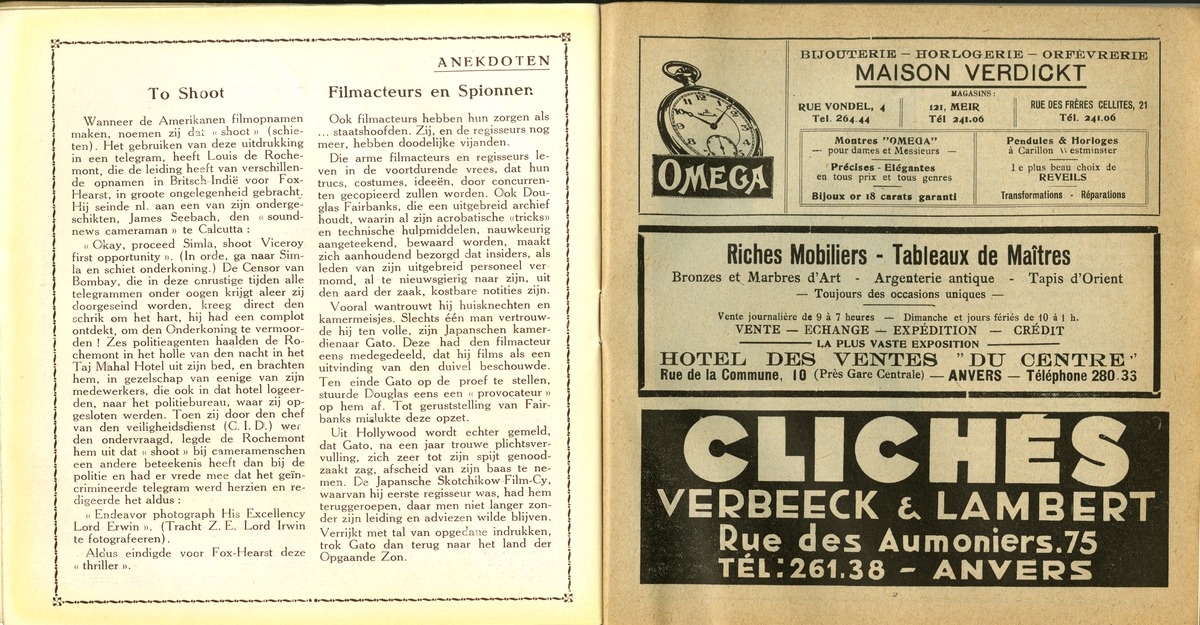 ANEKDOTEN
To Shoot
Wanneer de Amerikanen filmopnamen
maken, noemen zij dat « shoot » (schie-
ten). Het gebruiken van deze uitdrukking
in een telegram, heeft Louis de Roche-
mont, die de leiding heeft van verschillen-
de opnamen in Britsch-Indië voor Fox-
Hearst, in groote ongelegenheid gebracht.
Hij seinde nl. aan een van zijn onderge-
schikten, James Seebach, den « sound-
news cameraman » te Calcutta :
« Okay, proceed Simla, shoot Viceroy
first opportunity ». (In orde, ga naar Sim-
la en schiet onderkoning.) De Censor van
Bombay, die in deze onrustige tijden alle
telegrammen onder oogen krijgt aleer zij
doorgeseind worden, kreeg direct den
schrik om het hart, hij had een complot
ontdekt, om den Onderkoning te vermoor-
den ! Zes politieagenten haalden de Ro-
chemont in het holle van den nacht in het
Taj Mahal Hotel uit zijn bed, en brachten
hem, in gezelschap van eenige van zijn
medewerkers, die ook in dat hotel logeer-
den, naar het politiebureau, waar zij op-
gesloten werden. Toen zij door den chef
van den veiligheidsdienst (C. I. D.) wer
den ondervraagd, legde de Rochemont
hem uit dat « shoot » bij cameramenschen
een andere beteekenis heeft dan bij de
politie en had er vrede mee dat het geïn-
crimineerde telegram werd herzien en re-
digeerde het aldus :
« Endeavor photograph His Excellency
Lord Erwin ». (Tracht Z. E. Lord Irwin
te fotografeeren).
Aldus eindigde voor Fox-Hearst deze
« thriller ».
Filmacteurs en Spionnen
Ook filmacteurs hebben hun zorgen als
... staatshoofden. Zij, en de regisseurs nog
meer, hebben doodelijke vijanden.
Die arme filmacteurs en regisseurs le-
ven in de voortdurende vrees, dat hun
trucs, costumes, ideeën, door concurren-
ten gecopieerd zullen worden. Ook Dou-
glas Fairbanks, die een uitgebreid archief
houdt, waarin al zijn acrobatische «tricks»
en technische hulpmiddelen, nauwkeurig
aangeteekend, bewaard worden, maakt
zich aanhoudend bezorgd dat insiders, als
leden van zijn uitgebreid personeel ver-
momd, al te nieuwsgierig naar zijn, uit
den aard der zaak, kostbare notities zijn.
Vooral wantrouwt hij huisknechten en
kamermeisjes. Slechts één man vertrouw-
de hij ten volle, zijn Japanschen kamer-
dienaar Gato. Deze had den filmacteur
eens medegedeeld, dat hij films als een
uitvinding van den duivel beschouwde.
Ten einde Gato op de proef te stellen,
stuurde Douglas eens een « provocateur »
op hem af. Tot geruststelling van Fair-
banks mislukte deze opzet.
Uit Hollywood wordt echter gemeld,
dat Gato, na een jaar trouwe plichtsver-
vulling, zich zeer tot zijn spijt genood-
zaakt zag, afscheid van zijn baas te ne-
men. De Japansche Skotchikow-Film-Cy,
waarvan hij eerste regisseur was, had hem
teruggeroepen, daar men niet langer zon-
der zijn leiding en adviezen wilde blijven.
Verrijkt met tal van opgedane indrukken,
trok Gato dan terug naar het land der
Opgaande Zon.
OMEGA
BIJOUTERIE - HORLOGERIE - ORFÈVRERIE
MAISON VERDICKT
MAGASINS :
RUE VONDEL, 4
Tel. 264.44
121, MEIR
Tél 241.06
RUE DES FRÈRES CELLITES, 21
Tél. 241.06
Montres "OMEGA"
— pour dames et Messieurs —
Précises - Elégantes
en tous prix et tous genres
Bijoux or 18 carats garanti
Pendules & Horloges
à Carillon Westminster
Le plus beau choix de
REVEILS
Transformations - Réparations
Riches Mobiliers - Tableaux de Maîtres
Bronzes et Marbres d'Art - Argenterie antique - Tapis d'Orient
— Toujours des occasions uniques —
Vente journalière de 9 à 7 heures — Dimanche et jours fériés de 10 à 1 h.
VENTE — ECHANGE — EXPÉDITION — CRÉDIT
LA PLUS VASTE EXPOSITION
HOTEL DES VENTES "DU CENTRE"
Rue de la Commune, 10 (Près Gare Centrale) — ANVERS — Téléphone 280.33
CLICHÉS
VERBEECK & LAMBERT
Rue des Aumoniers.75
TÉL: 261.38 - ANVERS